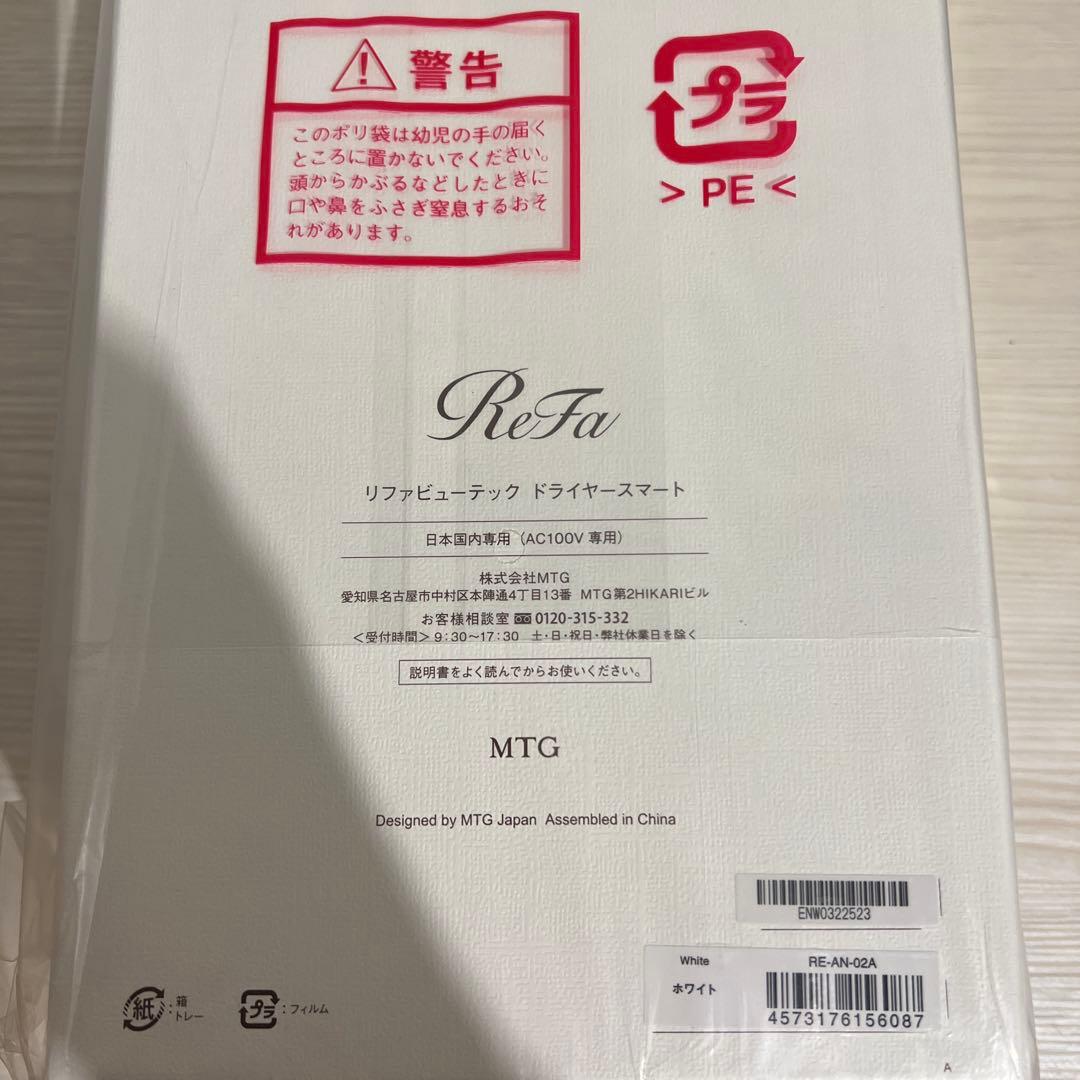 警告
このポリ袋は幼児の手の届く
ところに置かないでください。
頭からかぶるなどしたときに
口や鼻をふさぎ窒息するおそ
れがあります。
プラ
> PE <
ReFa
リファビューテック ドライヤースマート
日本国内専用（AC100V 専用）
株式会社MTG
愛知県名古屋市中村区本陣通4丁目13番 MTG第2HIKARIビル
お客様相談室 0120-315-332
＜受付時間＞9:30～17:30 土・日・祝日・弊社休業日を除く
説明書をよく読んでからお使いください。
MTG
Designed by MTG Japan Assembled in China
ENW0322523
White RE-AN-02A
ホワイト
4573176156087
紙：箱
トレー
プラ：フィルム
A